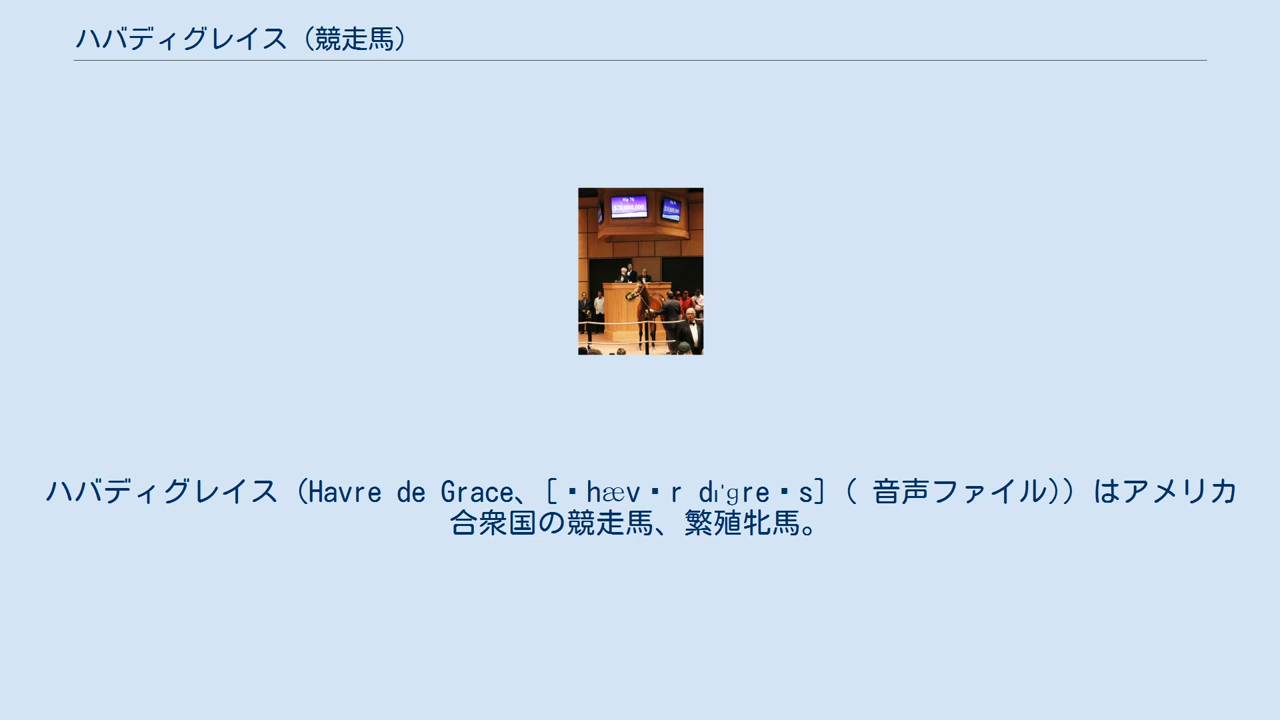 ハバディグレイス（競走馬）
ハバディグレイス（Havre de Grace、[・hæv・r dɪˈɡre・s]（ 音声ファイル)）はアメリカ
合衆国の競走馬、繁殖牝馬。